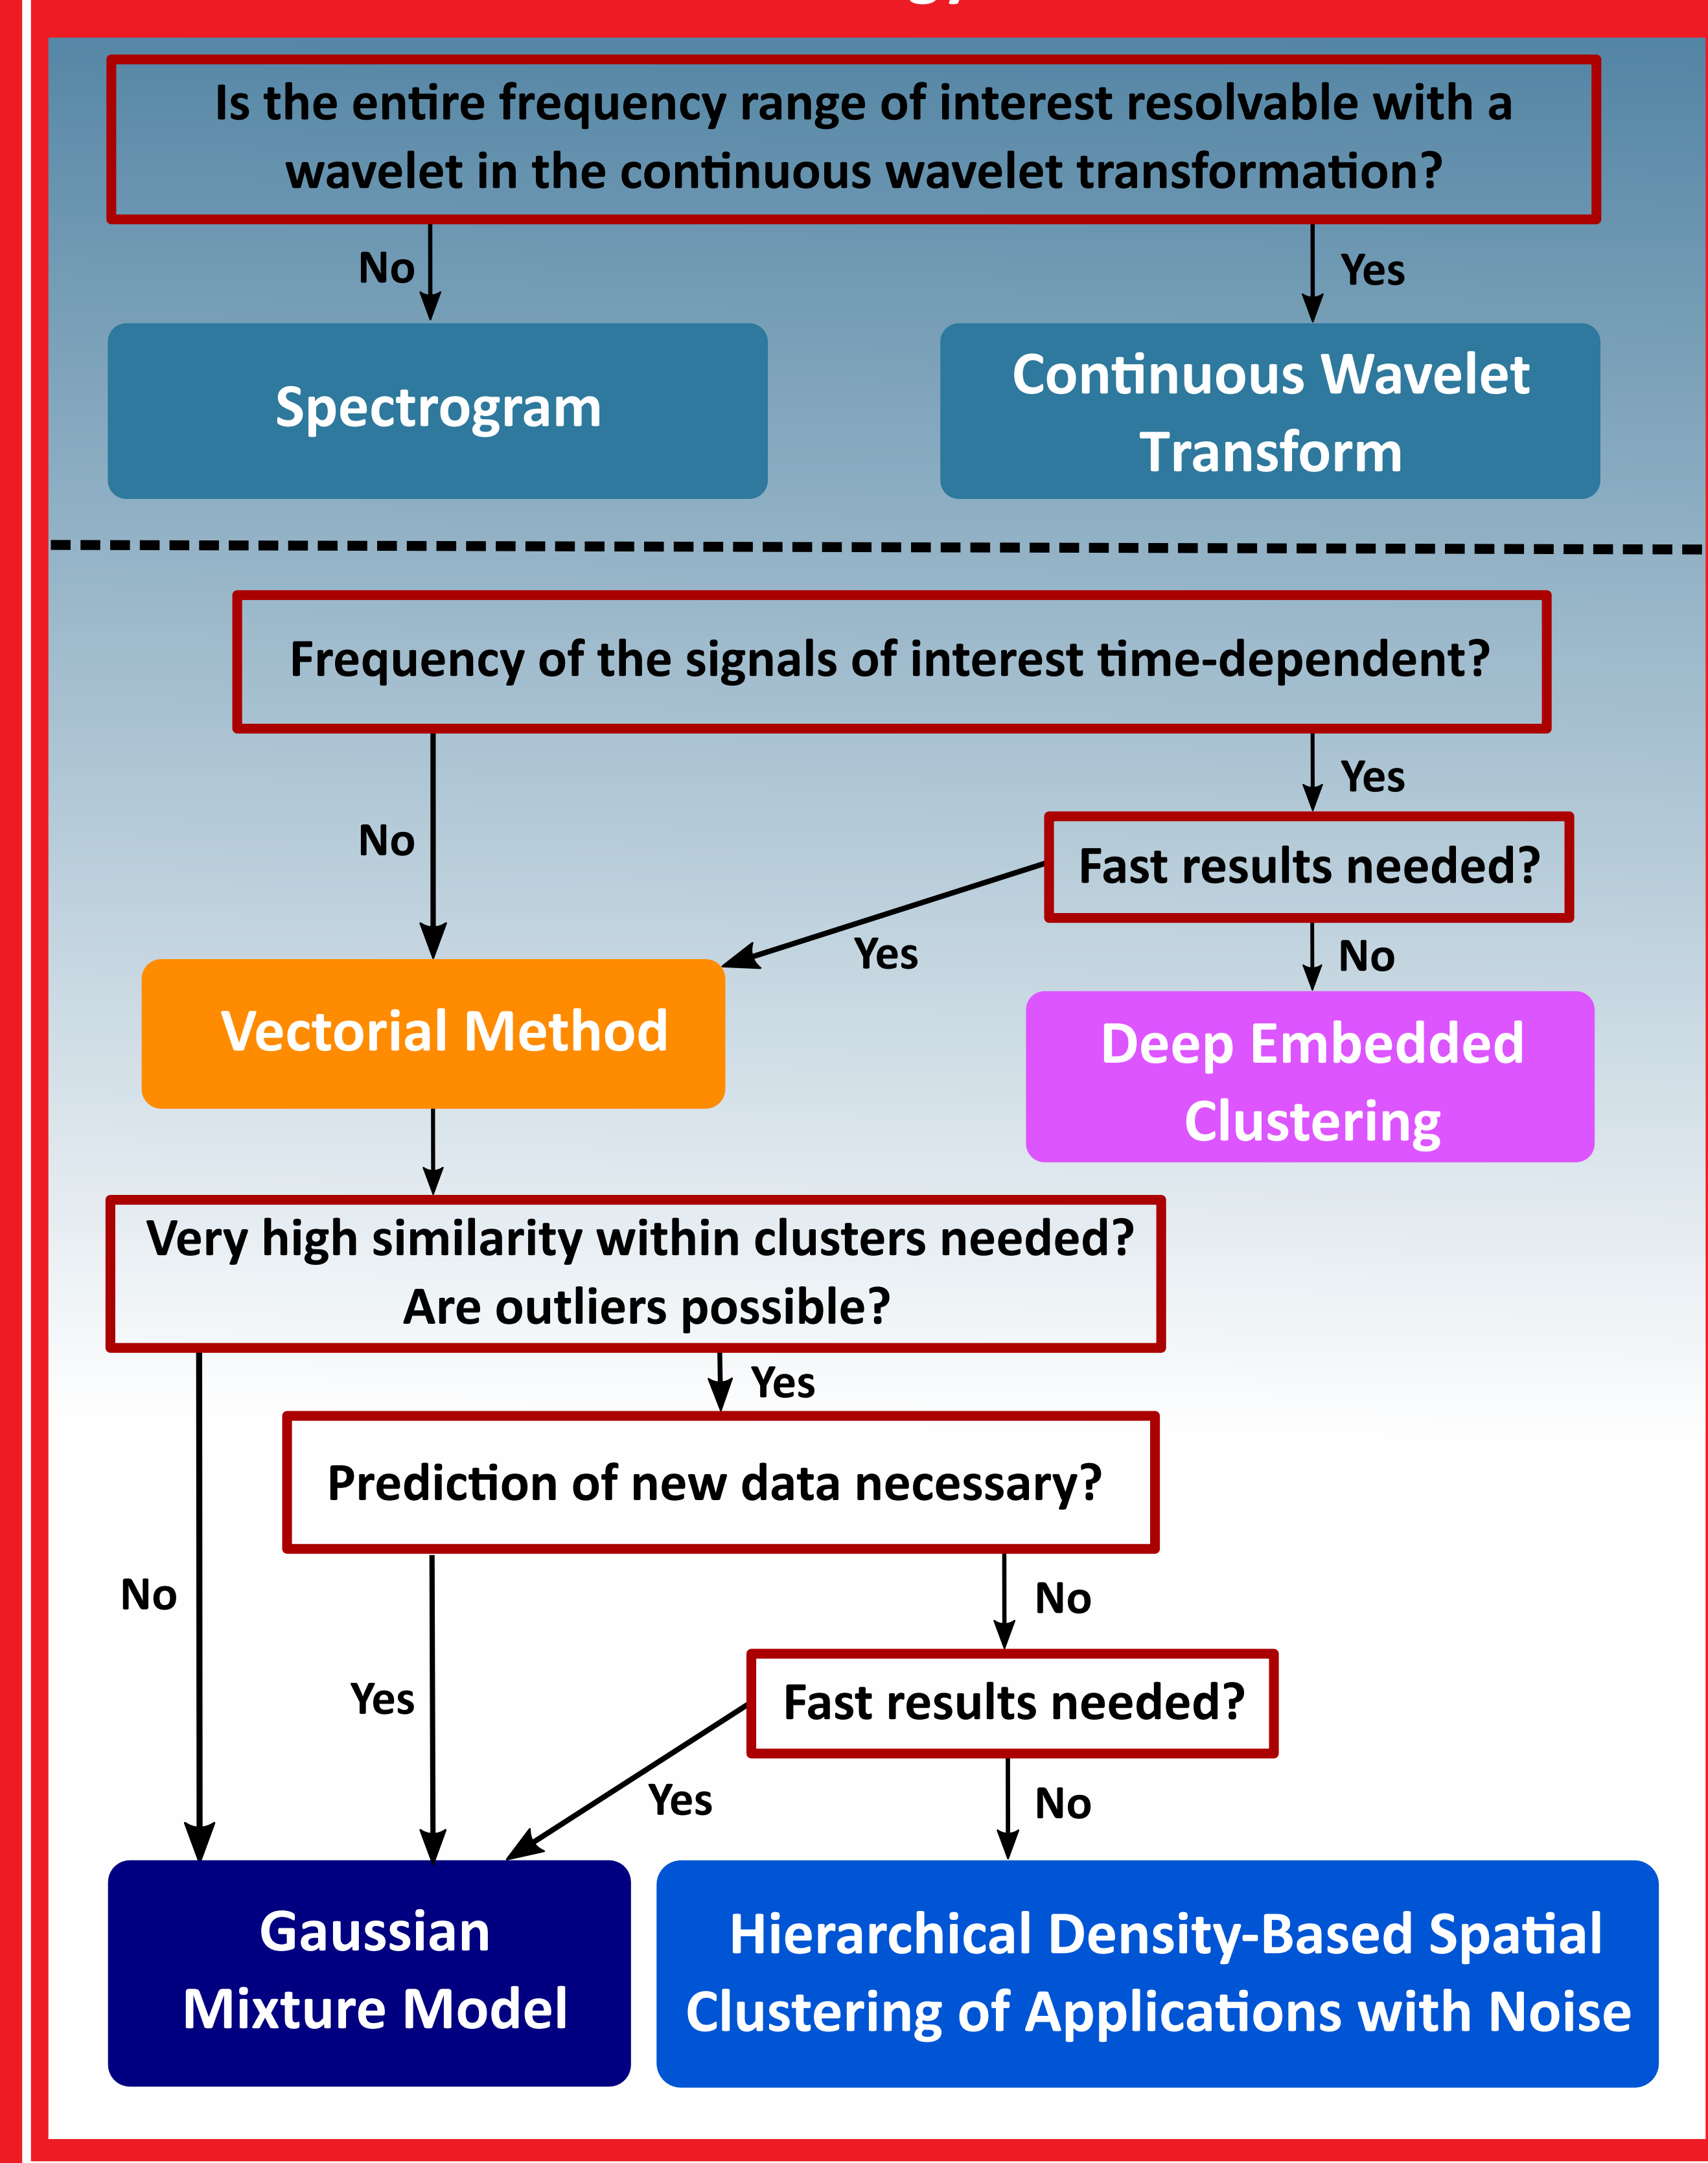 Is the entire frequency range of interest resolvable with a
wavelet in the continuous wavelet transformation?
No
Yes
Spectrogram
Continuous Wavelet
Transform
Frequency of the signals of interest time-dependent?
Yes
No
Fast results needed?
Yes
No
Vectorial Method
Deep Embedded
Clustering
Very high similarity within clusters needed?
Are outliers possible?
Yes
Prediction of new data necessary?
No
No
Yes
Fast results needed?
Yes
No
Gaussian
Mixture Model
Hierarchical Density-Based Spatial
Clustering of Applications with Noise